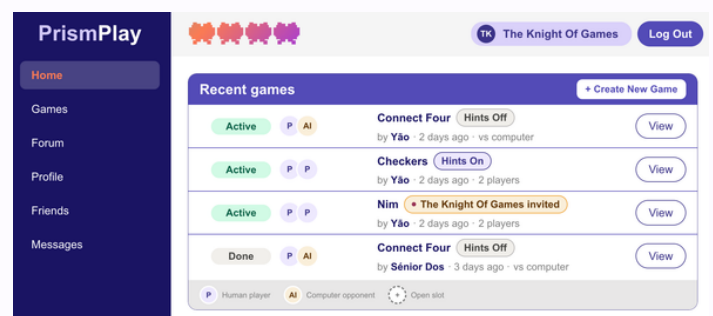 PrismPlay
TK The Knight Of Games
Log Out
Home
Games
Forum
Profile
Friends
Messages
Recent games
+ Create New Game
Active P AI Connect Four Hints Off View
by Yāo · 2 days ago · vs computer
Active P P Checkers Hints On View
by Yāo · 2 days ago · 2 players
Active P P Nim • The Knight Of Games invited View
by Yāo · 2 days ago · 2 players
Done P AI Connect Four Hints Off View
by Sénior Dos · 3 days ago · vs computer
P Human player AI Computer opponent + Open slot